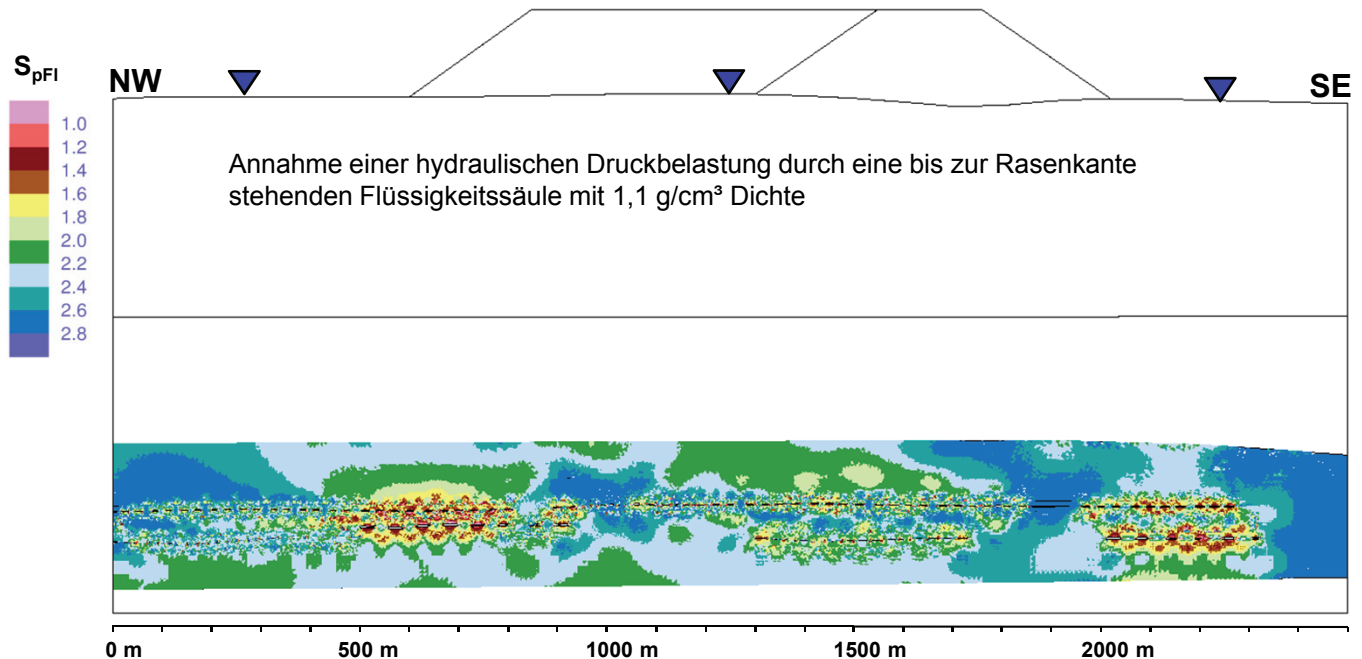 S_pFl
NW
SE
1.0
1.2
1.4
1.6
1.8
2.0
2.2
2.4
2.6
2.8
Annahme einer hydraulischen Druckbelastung durch eine bis zur Rasenkante
stehenden Flüssigkeitssäule mit 1,1 g/cm³ Dichte
0 m
500 m
1000 m
1500 m
2000 m